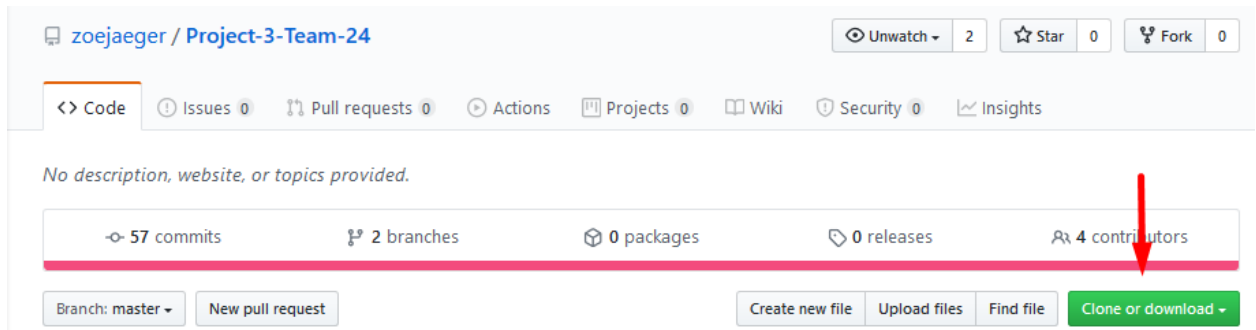 zoejaeger / Project-3-Team-24 Unwatch 2 Star 0 Fork 0
Code Issues 0 Pull requests 0 Actions Projects 0 Wiki Security 0 Insights
No description, website, or topics provided.
57 commits 2 branches 0 packages 0 releases 4 contributors
Branch: master New pull request Create new file Upload files Find file Clone or download